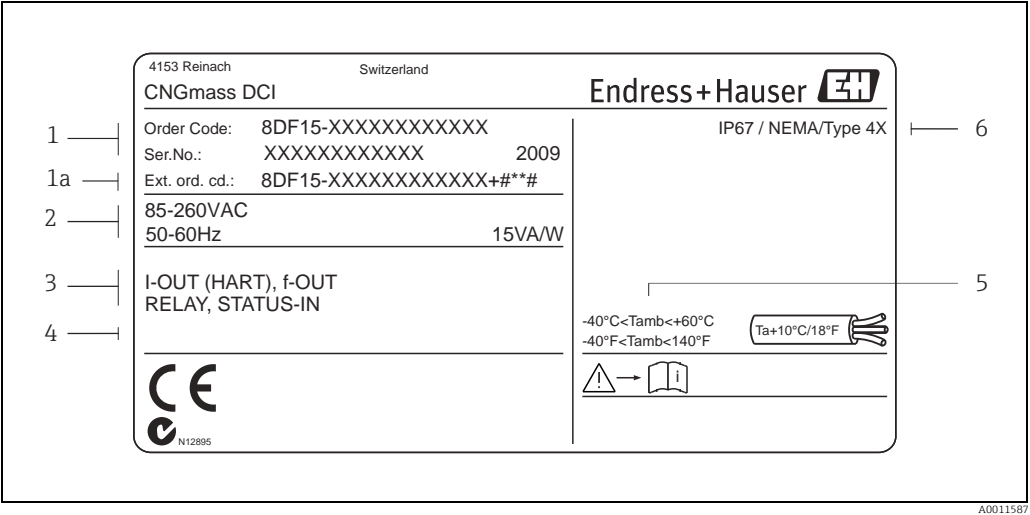 4153 Reinach Switzerland
CNGmass DCI
Endress+Hauser EH
1
Order Code: 8DF15-XXXXXXXXXXXX
Ser.No.: XXXXXXXXXXXX 2009
1a
Ext. ord. cd.: 8DF15-XXXXXXXXXXXX+#**#
2
85-260VAC
50-60Hz 15VA/W
3
I-OUT (HART), f-OUT
RELAY, STATUS-IN
4
N12895
IP67 / NEMA/Type 4X
6
5
-40°C<Tamb<+60°C
-40°F<Tamb<140°F
Ta+10°C/18°F
i
A0011587